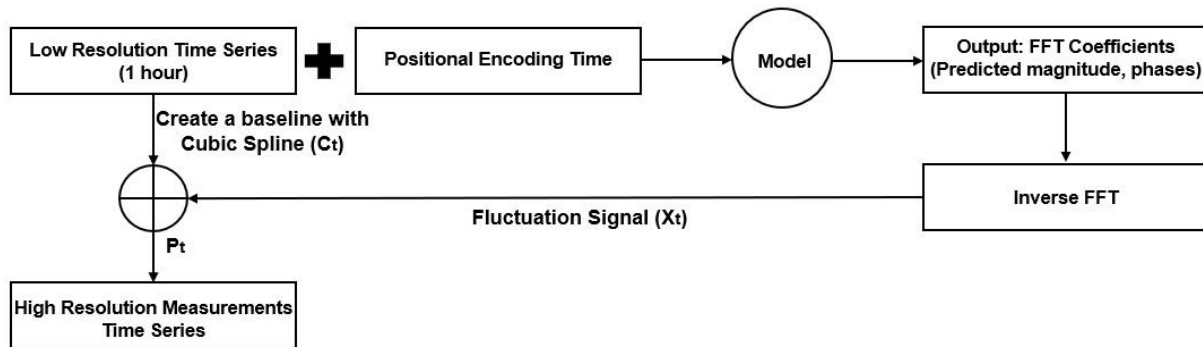 Low Resolution Time Series
(1 hour)
Positional Encoding Time
Model
Output: FFT Coefficients
(Predicted magnitude, phases)
Create a baseline with
Cubic Spline (Ct)
Inverse FFT
Fluctuation Signal (Xt)
Pt
High Resolution Measurements
Time Series